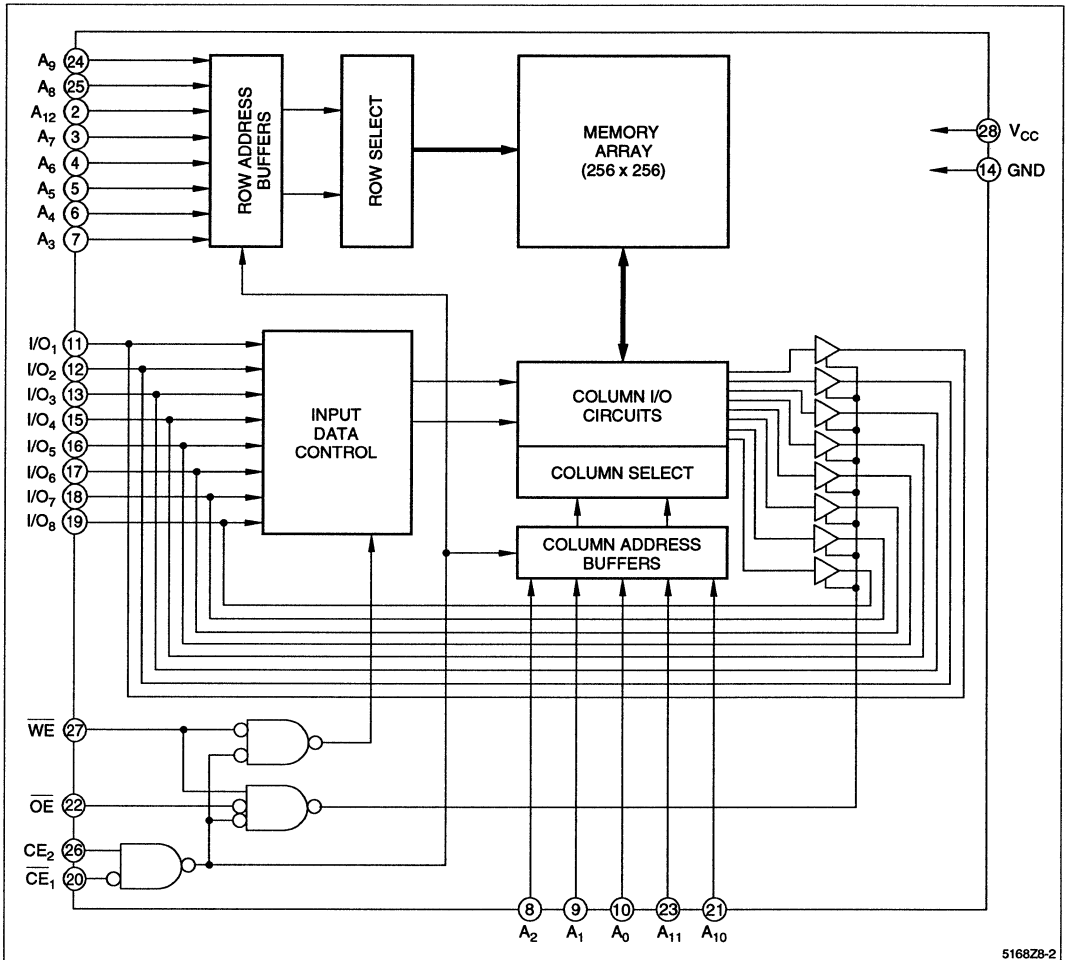 A9 24
A8 25
A12 2
A7 3
A6 4
A5 5
A4 6
A3 7
ROW ADDRESS
BUFFERS
ROW SELECT
MEMORY
ARRAY
(256 x 256)
28 VCC
14 GND
I/O1 11
I/O2 12
I/O3 13
I/O4 15
I/O5 16
I/O6 17
I/O7 18
I/O8 19
INPUT
DATA
CONTROL
COLUMN I/O
CIRCUITS
COLUMN SELECT
COLUMN ADDRESS
BUFFERS
W̅E̅ 27
O̅E̅ 22
CE2 26
C̅E̅1 20
8 9 10 23 21
A2 A1 A0 A11 A10
5168Z8-2